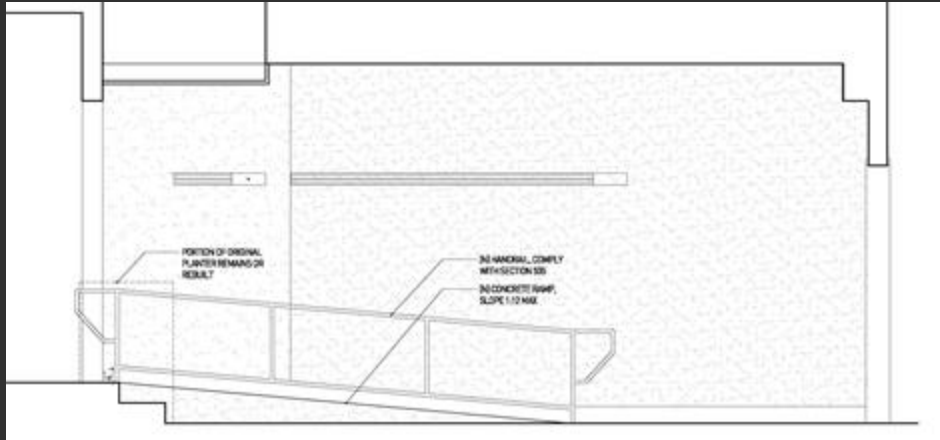 PORTION OF ORIGINAL
PLANTER REMAINS OR
REBUILT
(N) HANDRAIL, COMPLY
WITH SECTION 505
(N) CONCRETE RAMP,
SLOPE 1:12 MAX